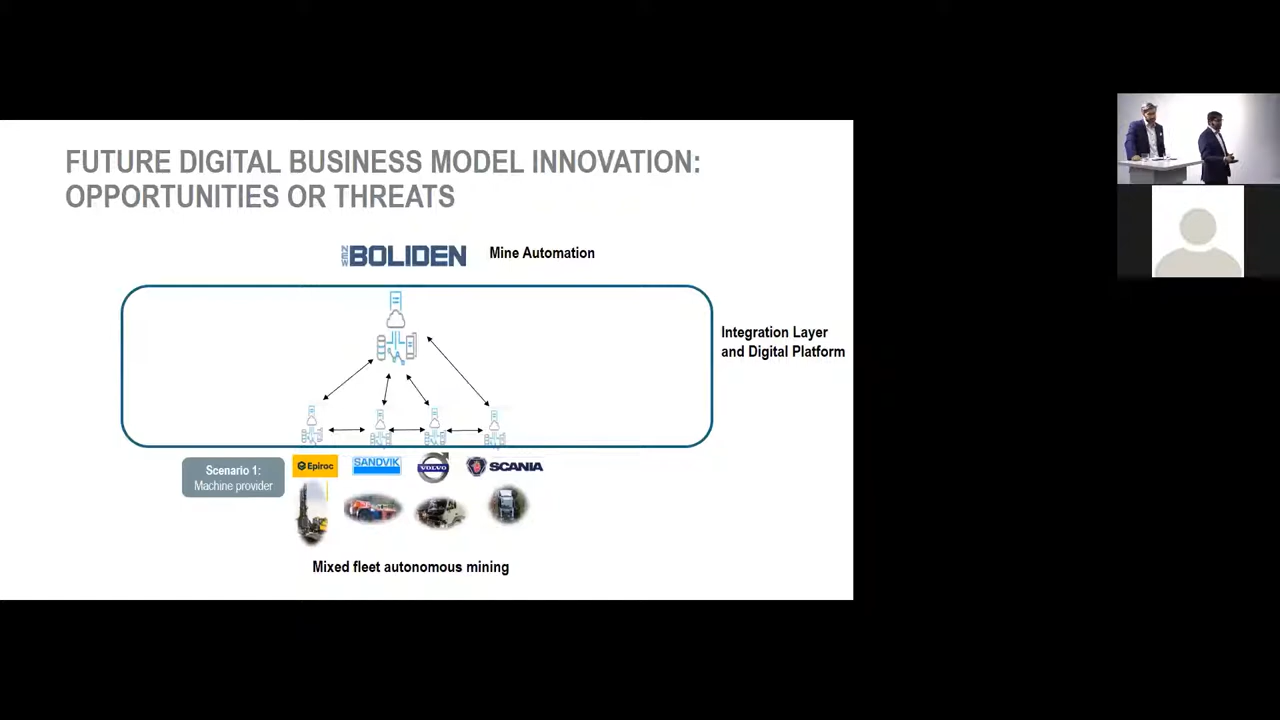 FUTURE DIGITAL BUSINESS MODEL INNOVATION:
OPPORTUNITIES OR THREATS
NEW BOLIDEN
Mine Automation
Integration Layer
and Digital Platform
Scenario 1:
Machine provider
Epiroc
SANDVIK
VOLVO
SCANIA
Mixed fleet autonomous mining